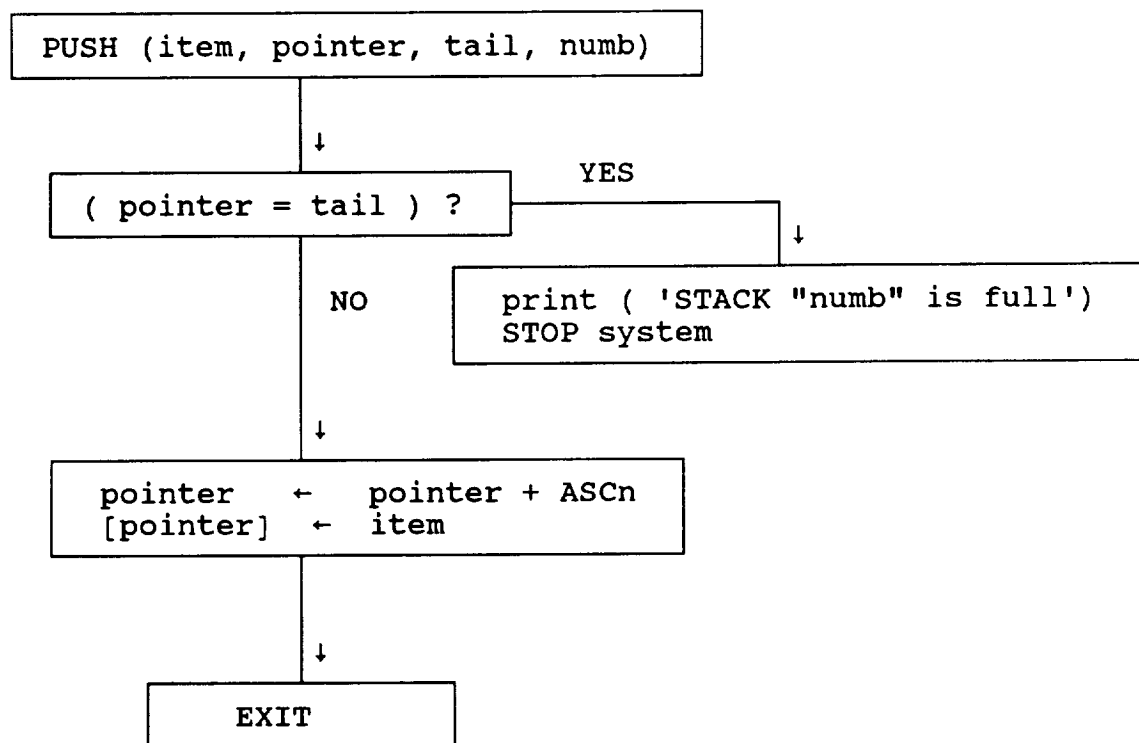 PUSH (item, pointer, tail, numb)
↓
YES
( pointer = tail ) ?
↓
NO
print ( 'STACK "numb" is full')
STOP system
↓
pointer ← pointer + ASCn
[pointer] ← item
↓
EXIT